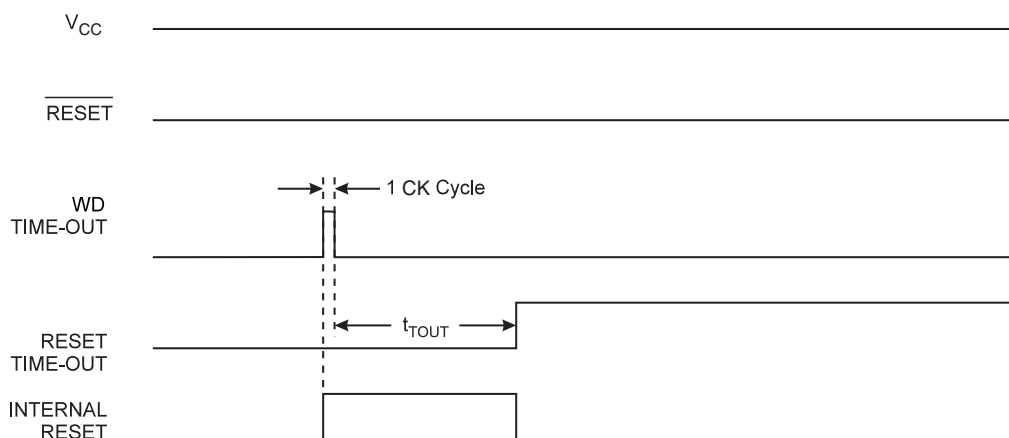 VCC
RESET
1 CK Cycle
WD
TIME-OUT
tTOUT
RESET
TIME-OUT
INTERNAL
RESET